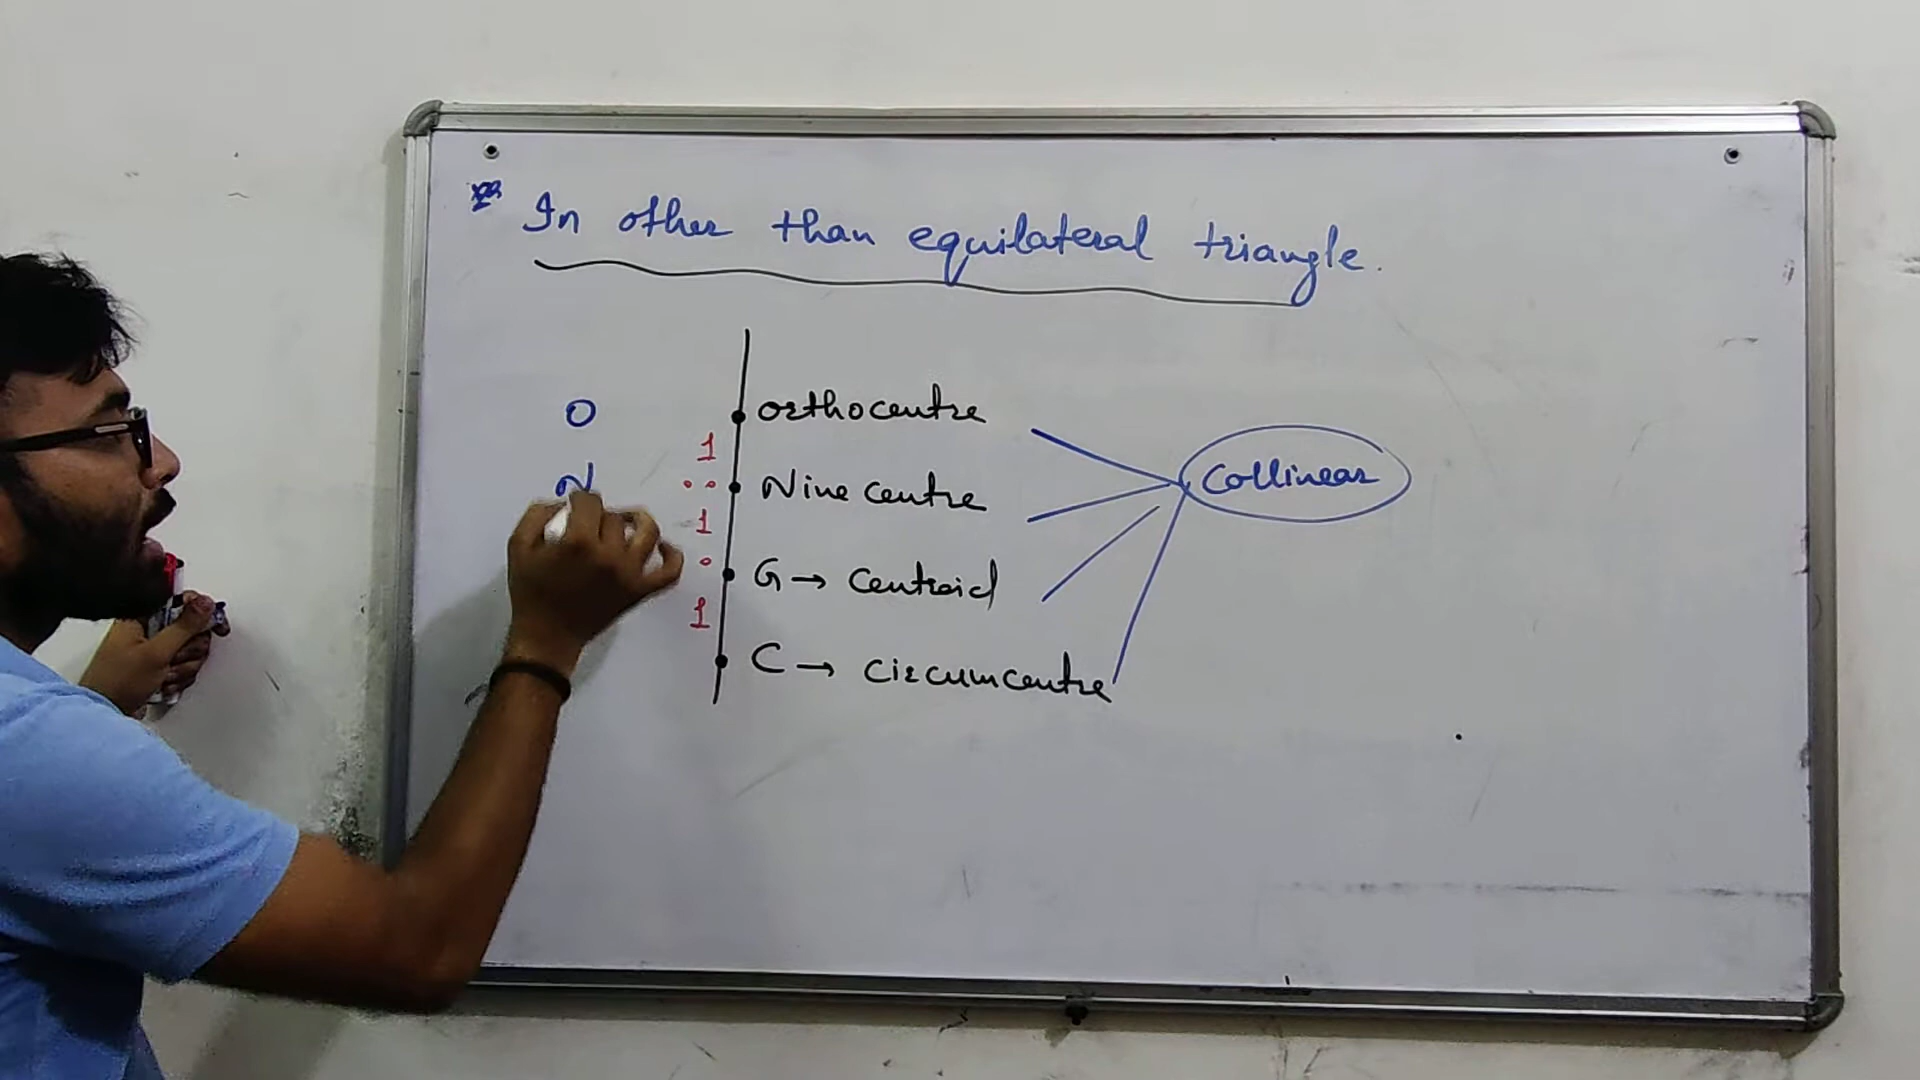 In other than equilateral triangle.
O
orthocentre
1
N
Nine centre
Collinear
1
G → Centroid
1
C → Circumcentre